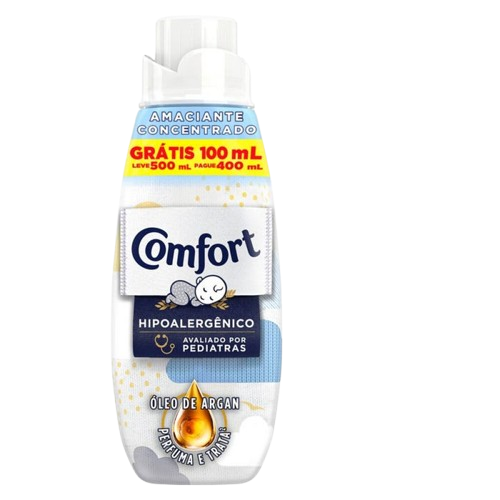 AMACIANTE
CONCENTRADO
GRÁTIS 100 mL
LEVE 500 mL PAGUE 400 mL
Comfort
HIPOALERGÊNICO
AVALIADO POR
PEDIATRAS
ÓLEO DE ARGAN
PERFUMA E TRATA